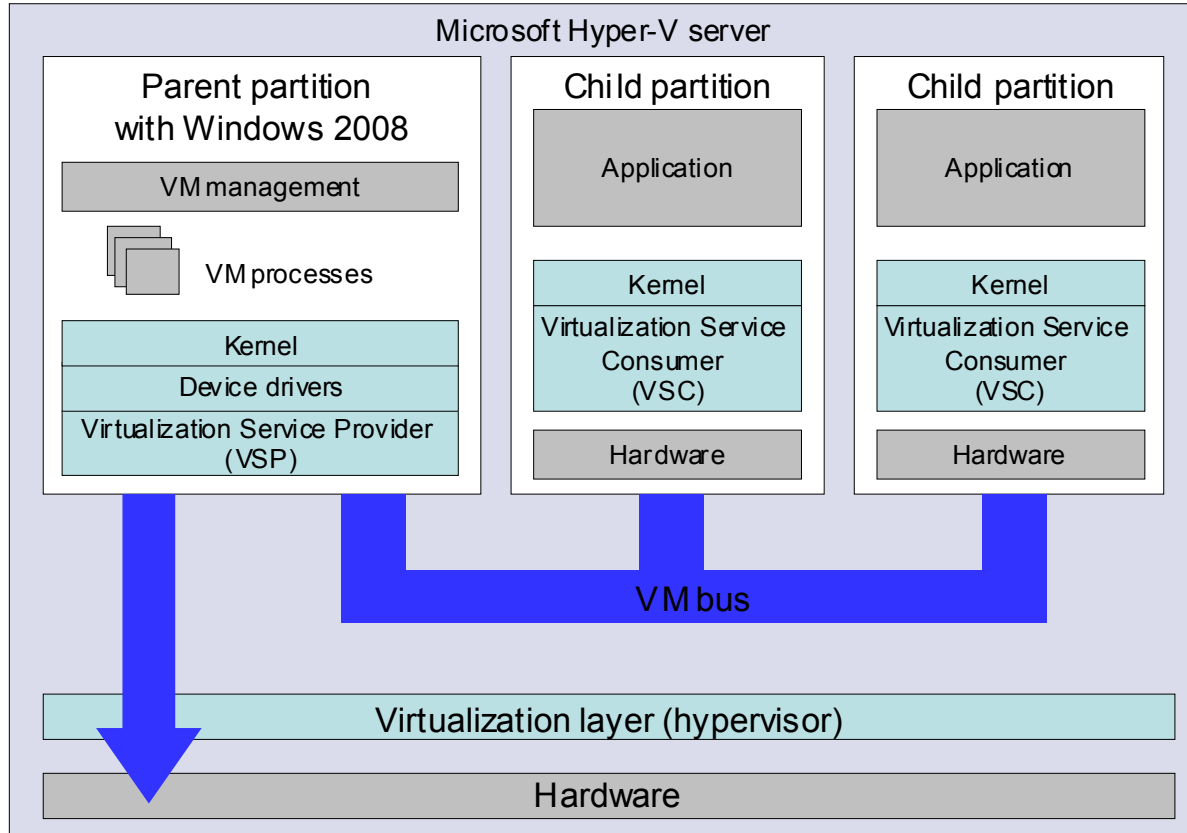 Microsoft Hyper-V server
Parent partition
with Windows 2008
VM management
VM processes
Kernel
Device drivers
Virtualization Service Provider
(VSP)
Child partition
Application
Kernel
Virtualization Service
Consumer
(VSC)
Hardware
Child partition
Application
Kernel
Virtualization Service
Consumer
(VSC)
Hardware
VM bus
Virtualization layer (hypervisor)
Hardware